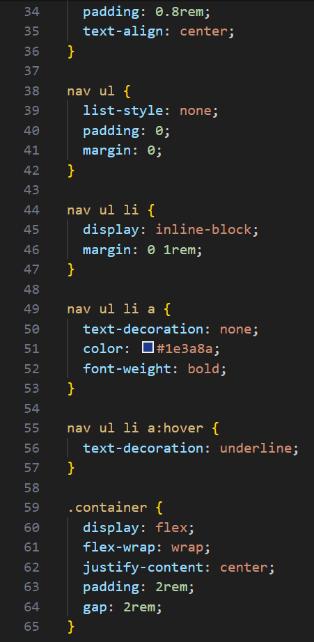 34 padding: 0.8rem;
35 text-align: center;
36 }
37
38 nav ul {
39 list-style: none;
40 padding: 0;
41 margin: 0;
42 }
43
44 nav ul li {
45 display: inline-block;
46 margin: 0 1rem;
47 }
48
49 nav ul li a {
50 text-decoration: none;
51 color: #1e3a8a;
52 font-weight: bold;
53 }
54
55 nav ul li a:hover {
56 text-decoration: underline;
57 }
58
59 .container {
60 display: flex;
61 flex-wrap: wrap;
62 justify-content: center;
63 padding: 2rem;
64 gap: 2rem;
65 }